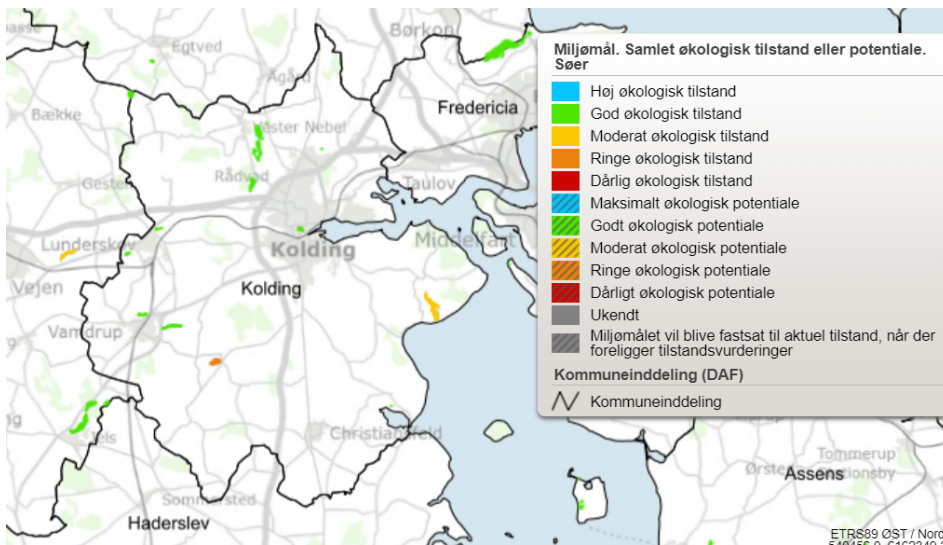 Børkop
Egtved
Ågård
Fredericia
Bække
Vester Nebel
Rådvad
Taulov
Gesten
Lunderskov
Kolding
Middelfart
Vejen
Kolding
Vamdrup
Jels
Christiansfeld
Sommersted
Haderslev
Miljømål. Samlet økologisk tilstand eller potentiale.
Søer
Høj økologisk tilstand
God økologisk tilstand
Moderat økologisk tilstand
Ringe økologisk tilstand
Dårlig økologisk tilstand
Maksimalt økologisk potentiale
Godt økologisk potentiale
Moderat økologisk potentiale
Ringe økologisk potentiale
Dårligt økologisk potentiale
Ukendt
Miljømålet vil blive fastsat til aktuel tilstand, når der
foreligger tilstandsvurderinger
Kommuneinddeling (DAF)
Kommuneinddeling
Tommerup
Assens
ETRS89 ØST / Nord